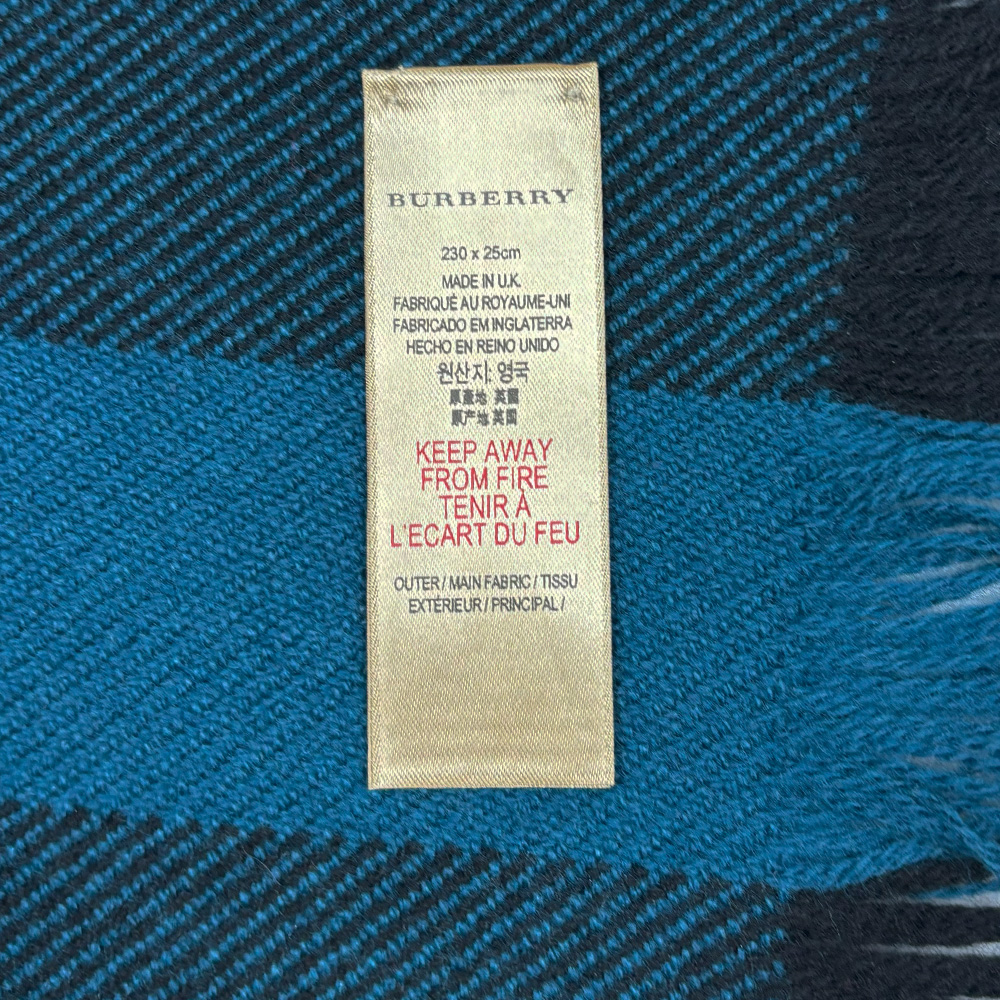 BURBERRY
230 x 25cm
MADE IN U.K.
FABRIQUÉ AU ROYAUME-UNI
FABRICADO EM INGLATERRA
HECHO EN REINO UNIDO
원산지: 영국
原產地 英國
原产地 英国
KEEP AWAY
FROM FIRE
TENIR À
L'ECART DU FEU
OUTER / MAIN FABRIC / TISSU
EXTÉRIEUR / PRINCIPAL /